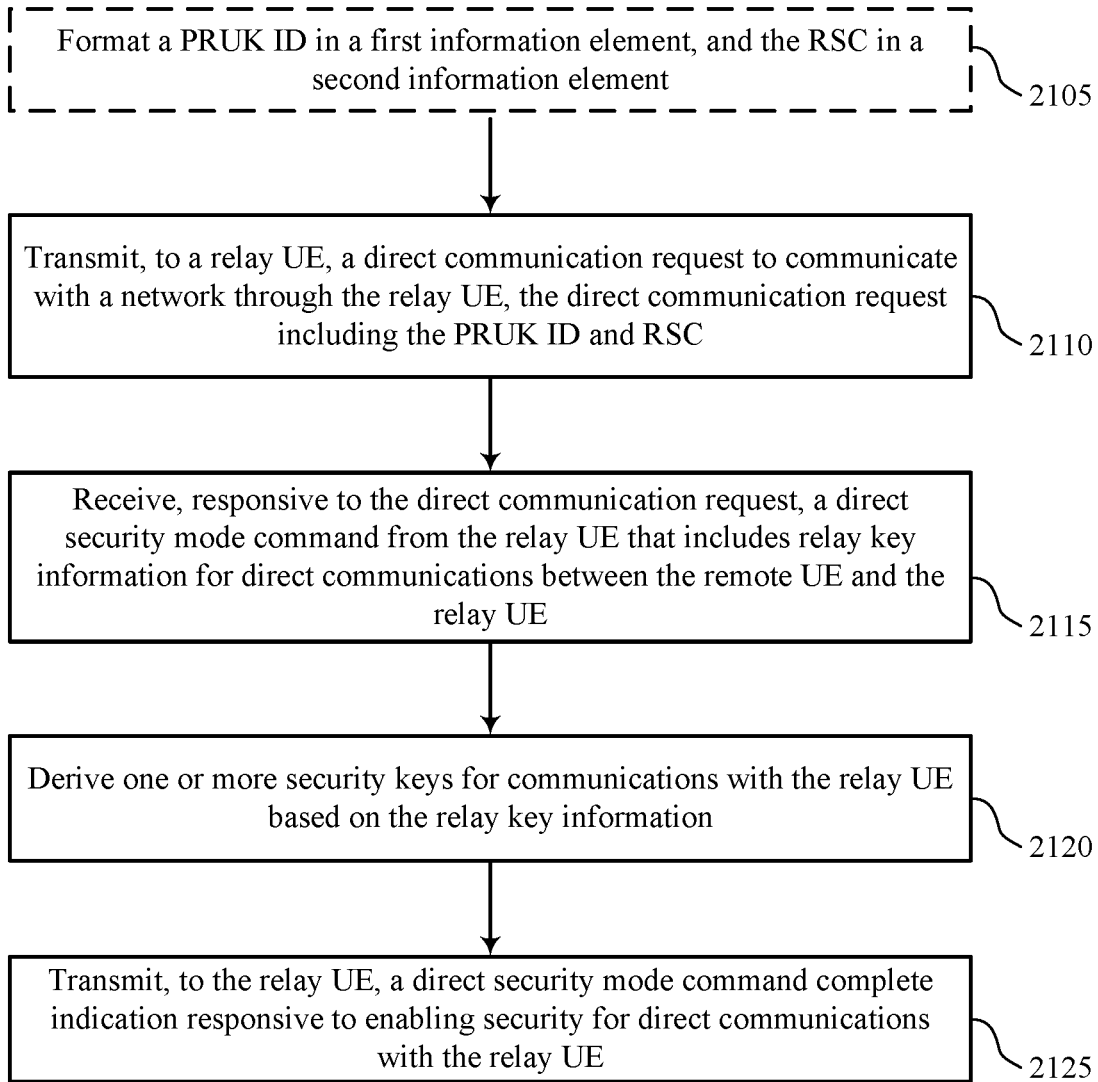 Format a PRUK ID in a first information element, and the RSC in a
second information element
2105
Transmit, to a relay UE, a direct communication request to communicate
with a network through the relay UE, the direct communication request
including the PRUK ID and RSC
2110
Receive, responsive to the direct communication request, a direct
security mode command from the relay UE that includes relay key
information for direct communications between the remote UE and the
relay UE
2115
Derive one or more security keys for communications with the relay UE
based on the relay key information
2120
Transmit, to the relay UE, a direct security mode command complete
indication responsive to enabling security for direct communications
with the relay UE
2125